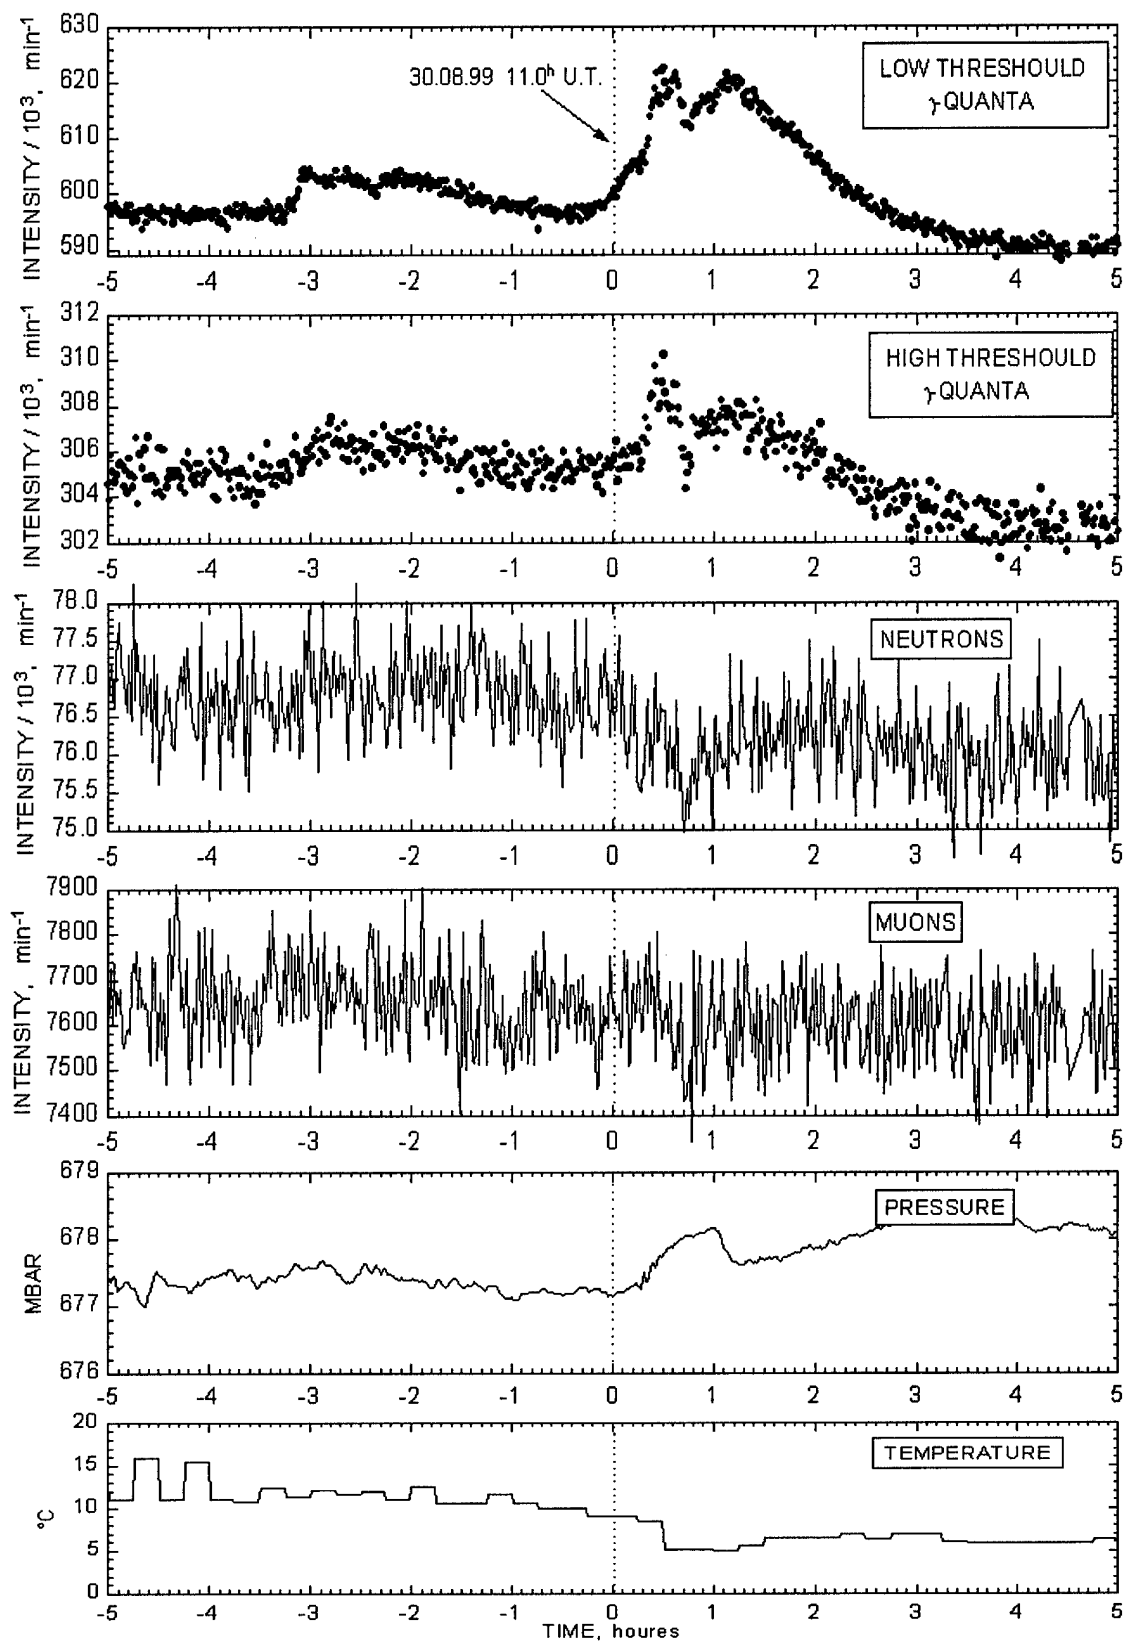 INTENSITY / 10³, min⁻¹
630
620
610
600
590
30.08.99 11.0ʰ U.T.
LOW THRESHOULD
γ QUANTA
-5 -4 -3 -2 -1 0 1 2 3 4 5
INTENSITY / 10³, min⁻¹
312
310
308
306
304
302
HIGH THRESHOULD
γ QUANTA
-5 -4 -3 -2 -1 0 1 2 3 4 5
INTENSITY / 10³, min⁻¹
78.0
77.5
77.0
76.5
76.0
75.5
75.0
NEUTRONS
-5 -4 -3 -2 -1 0 1 2 3 4 5
INTENSITY, min⁻¹
7900
7800
7700
7600
7500
7400
MUONS
-5 -4 -3 -2 -1 0 1 2 3 4 5
MBAR
679
678
677
676
PRESSURE
-5 -4 -3 -2 -1 0 1 2 3 4 5
°C
20
15
10
5
0
TEMPERATURE
-5 -4 -3 -2 -1 0 1 2 3 4 5
TIME, houres